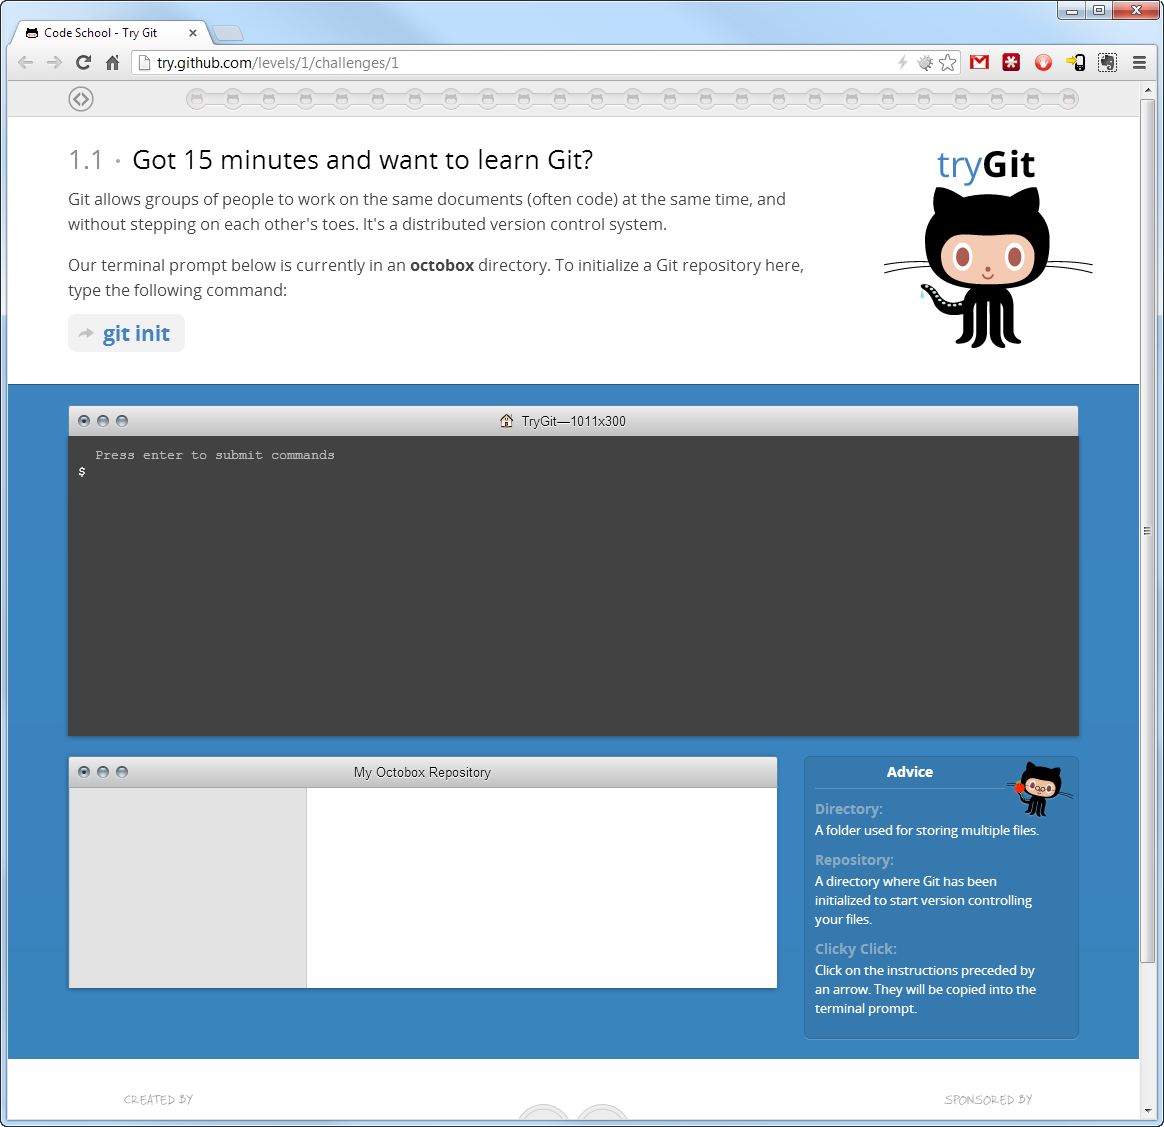 Code School - Try Git
try.github.com/levels/1/challenges/1
1.1 · Got 15 minutes and want to learn Git?
tryGit
Git allows groups of people to work on the same documents (often code) at the same time, and
without stepping on each other's toes. It's a distributed version control system.
Our terminal prompt below is currently in an octobox directory. To initialize a Git repository here,
type the following command:
git init
TryGit—1011x300
Press enter to submit commands
$
My Octobox Repository
Advice
Directory:
A folder used for storing multiple files.
Repository:
A directory where Git has been
initialized to start version controlling
your files.
Clicky Click:
Click on the instructions preceded by
an arrow. They will be copied into the
terminal prompt.
CREATED BY
SPONSORED BY